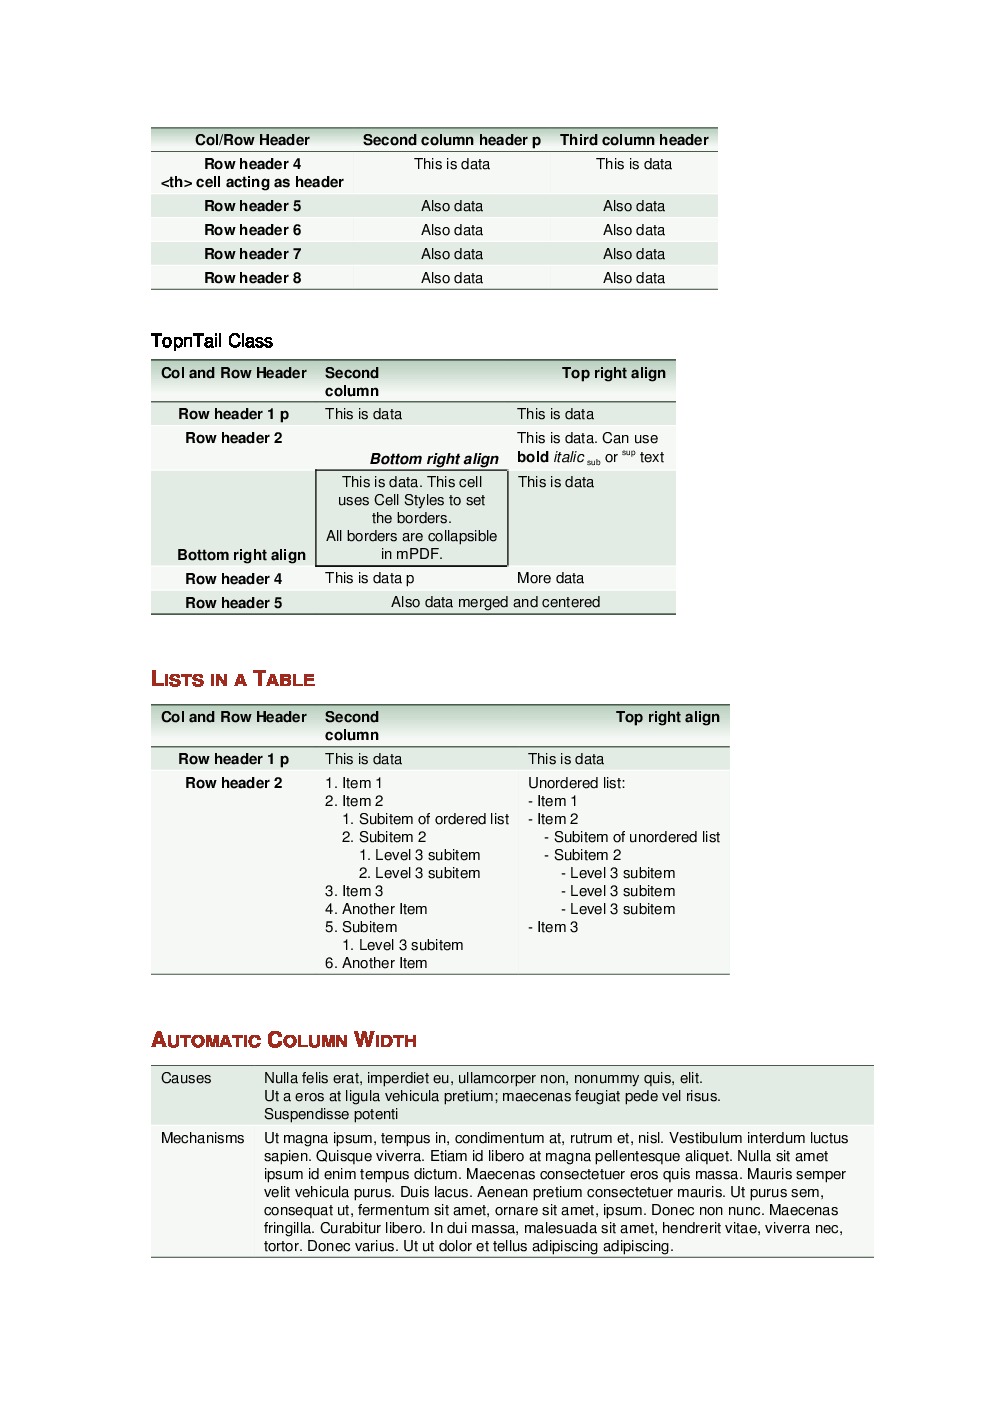 Col/Row Header Second column header p Third column header
Row header 4 This is data This is data
<th> cell acting as header
Row header 5 Also data Also data
Row header 6 Also data Also data
Row header 7 Also data Also data
Row header 8 Also data Also data
TopnTail Class
Col and Row Header Second Top right align
column
Row header 1 p This is data This is data
Row header 2 This is data. Can use
Bottom right align bold italic sub or sup text
This is data. This cell This is data
uses Cell Styles to set
the borders.
All borders are collapsible
Bottom right align in mPDF.
Row header 4 This is data p More data
Row header 5 Also data merged and centered
LISTS IN A TABLE
Col and Row Header Second Top right align
column
Row header 1 p This is data This is data
Row header 2 1. Item 1 Unordered list:
2. Item 2 - Item 1
1. Subitem of ordered list - Item 2
2. Subitem 2 - Subitem of unordered list
1. Level 3 subitem - Subitem 2
2. Level 3 subitem - Level 3 subitem
3. Item 3 - Level 3 subitem
4. Another Item - Level 3 subitem
5. Subitem - Item 3
1. Level 3 subitem
6. Another Item
AUTOMATIC COLUMN WIDTH
Causes Nulla felis erat, imperdiet eu, ullamcorper non, nonummy quis, elit.
Ut a eros at ligula vehicula pretium; maecenas feugiat pede vel risus.
Suspendisse potenti
Mechanisms Ut magna ipsum, tempus in, condimentum at, rutrum et, nisl. Vestibulum interdum luctus
sapien. Quisque viverra. Etiam id libero at magna pellentesque aliquet. Nulla sit amet
ipsum id enim tempus dictum. Maecenas consectetuer eros quis massa. Mauris semper
velit vehicula purus. Duis lacus. Aenean pretium consectetuer mauris. Ut purus sem,
consequat ut, fermentum sit amet, ornare sit amet, ipsum. Donec non nunc. Maecenas
fringilla. Curabitur libero. In dui massa, malesuada sit amet, hendrerit vitae, viverra nec,
tortor. Donec varius. Ut ut dolor et tellus adipiscing adipiscing.